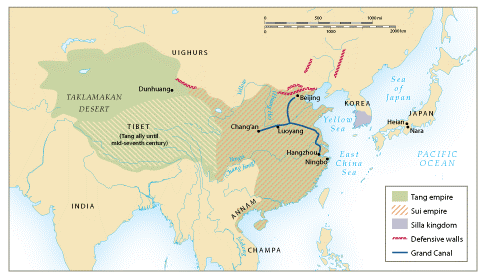 0 500 1000 mi
0 1000 2000 km
UIGHURS
Dunhuang
TAKLAMAKAN
DESERT
TIBET
(Tang ally until
mid-seventh century)
Beijing
KOREA
Sea
of
Japan
JAPAN
Heian
Nara
Yellow
Sea
Chang'an
Luoyang
Hangzhou
Ningbo
East
China
Sea
PACIFIC
OCEAN
INDIA
ANNAM
CHAMPA
Tang empire
Sui empire
Silla kingdom
Defensive walls
Grand Canal